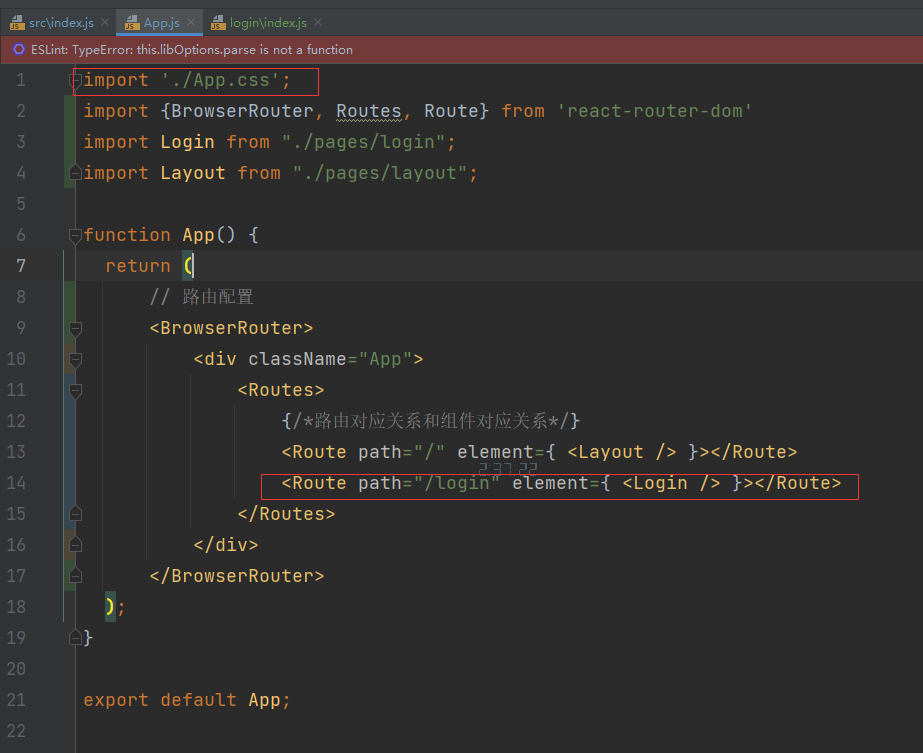 src\index.js App.js login\index.js
ESLint: TypeError: this.libOptions.parse is not a function
1 import './App.css';
2 import {BrowserRouter, Routes, Route} from 'react-router-dom'
3 import Login from "./pages/login";
4 import Layout from "./pages/layout";
5
6 function App() {
7 return (
8 // 路由配置
9 <BrowserRouter>
10 <div className="App">
11 <Routes>
12 {/*路由对应关系和组件对应关系*/}
13 <Route path="/" element={ <Layout /> }></Route>
2:37:22
14 <Route path="/login" element={ <Login /> }></Route>
15 </Routes>
16 </div>
17 </BrowserRouter>
18 );
19 }
20
21 export default App;
22